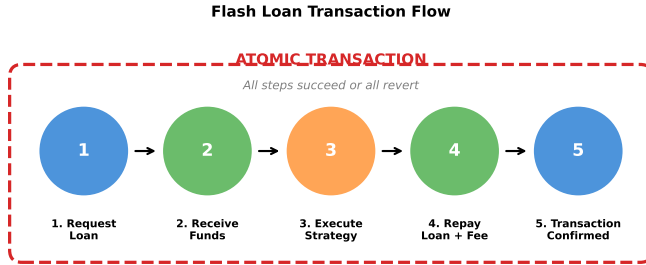 Flash Loan Transaction Flow
ATOMIC TRANSACTION
All steps succeed or all revert
1
2
3
4
5
1. Request
Loan
2. Receive
Funds
3. Execute
Strategy
4. Repay
Loan + Fee
5. Transaction
Confirmed